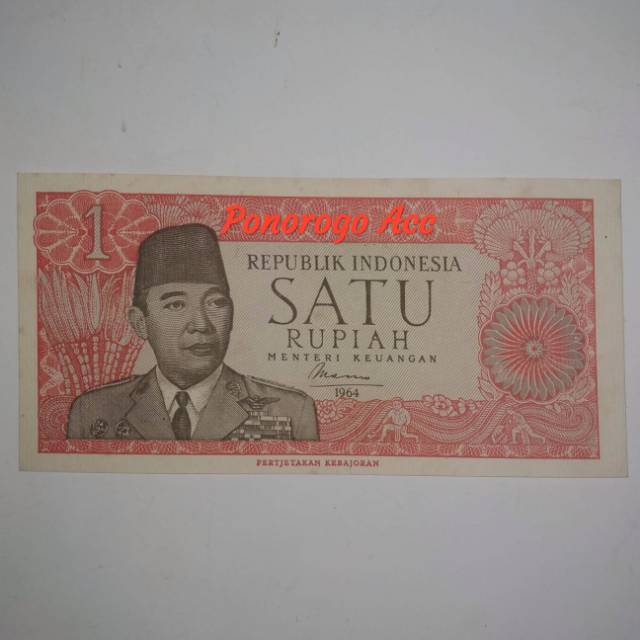 1
Ponorogo Acc
REPUBLIK INDONESIA
SATU
RUPIAH
MENTERI KEUANGAN
1964
PERTJETAKAN KEBAJORAN